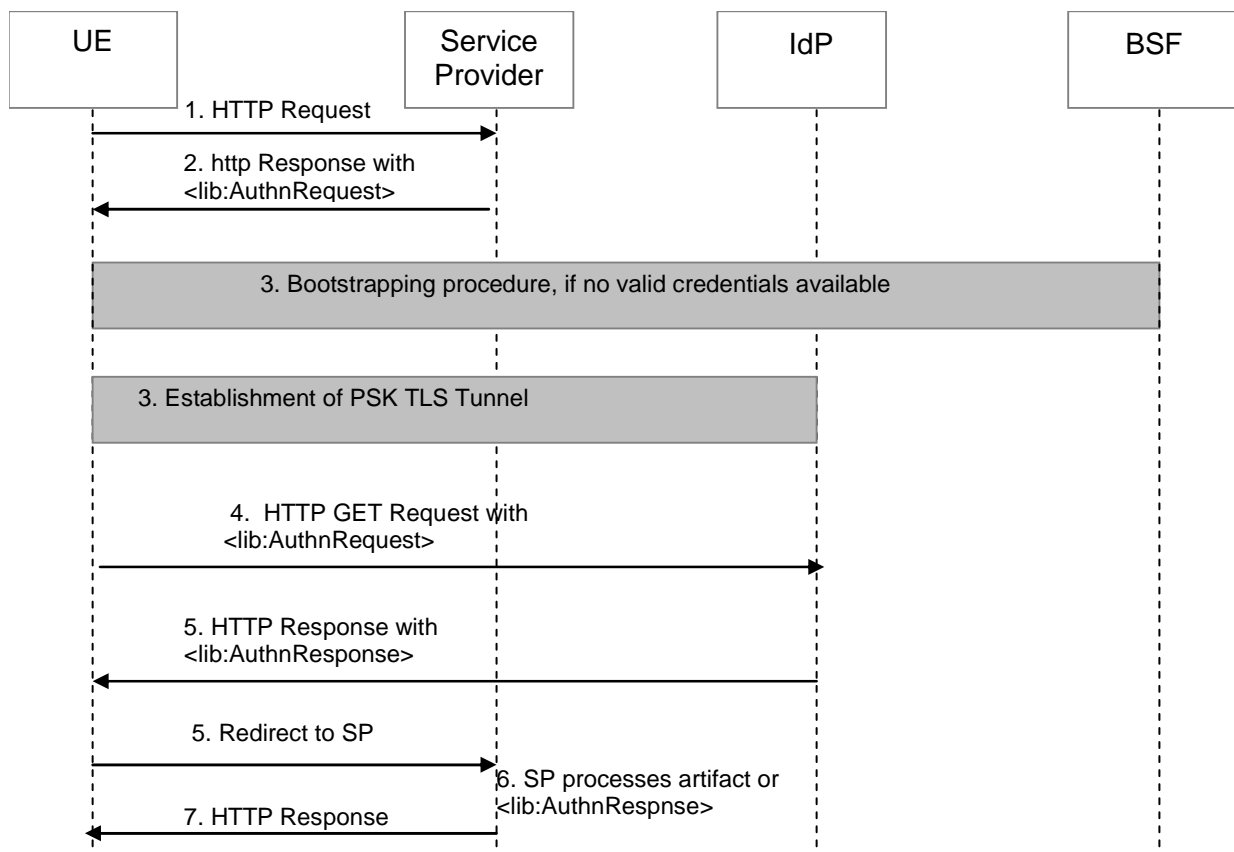 UE
Service
Provider
IdP
BSF
1. HTTP Request
2. http Response with
<lib:AuthnRequest>
3. Bootstrapping procedure, if no valid credentials available
3. Establishment of PSK TLS Tunnel
4. HTTP GET Request with
<lib:AuthnRequest>
5. HTTP Response with
<lib:AuthnResponse>
5. Redirect to SP
6. SP processes artifact or
<lib:AuthnRespnse>
7. HTTP Response